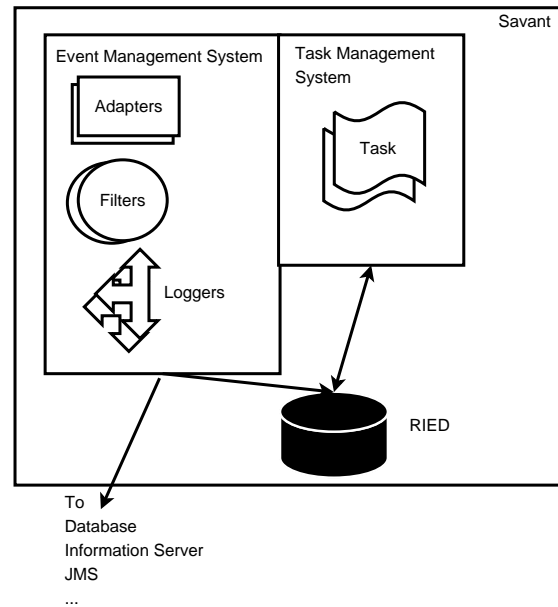 Savant
Event Management System
Adapters
Filters
Loggers
Task Management
System
Task
RIED
To
Database
Information Server
JMS
...